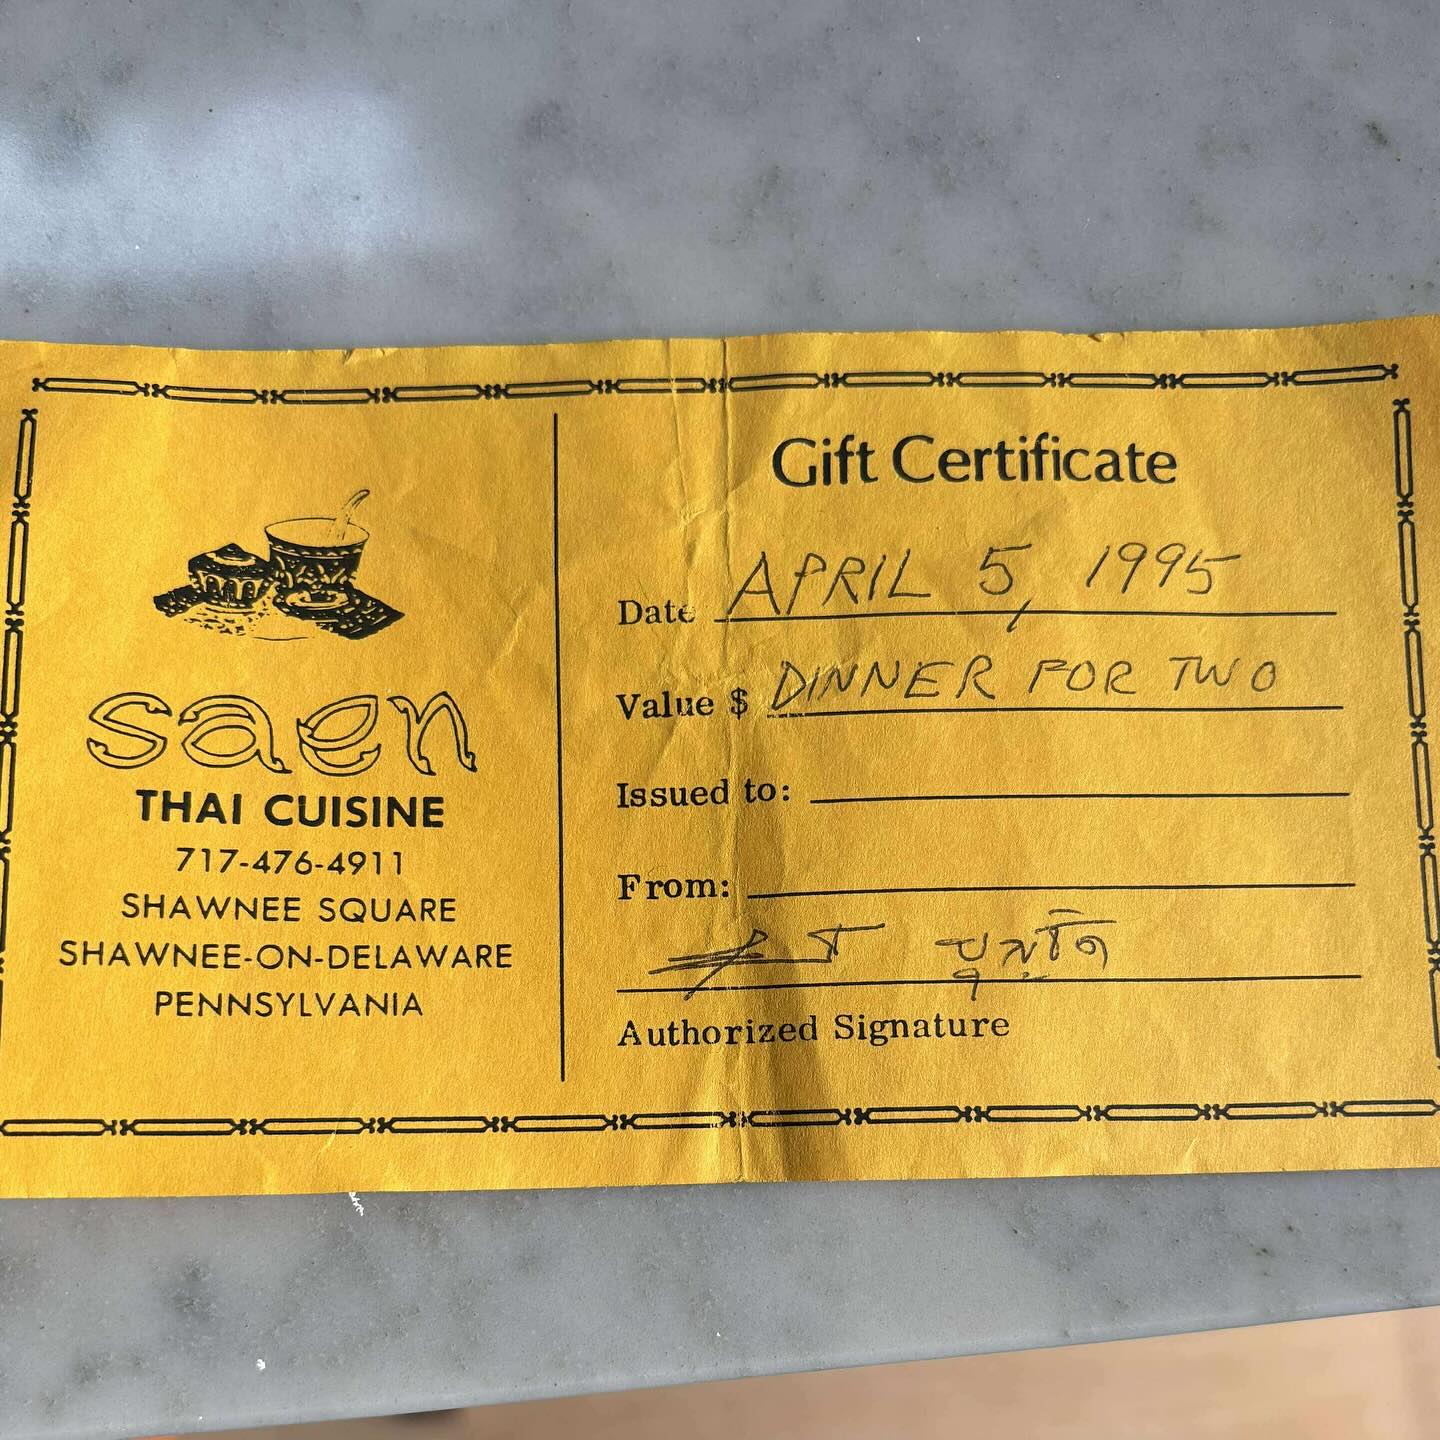 saen
THAI CUISINE
717-476-4911
SHAWNEE SQUARE
SHAWNEE-ON-DELAWARE
PENNSYLVANIA
Gift Certificate
Date APRIL 5, 1995
Value $ DINNER FOR TWO
Issued to:
From:
Authorized Signature